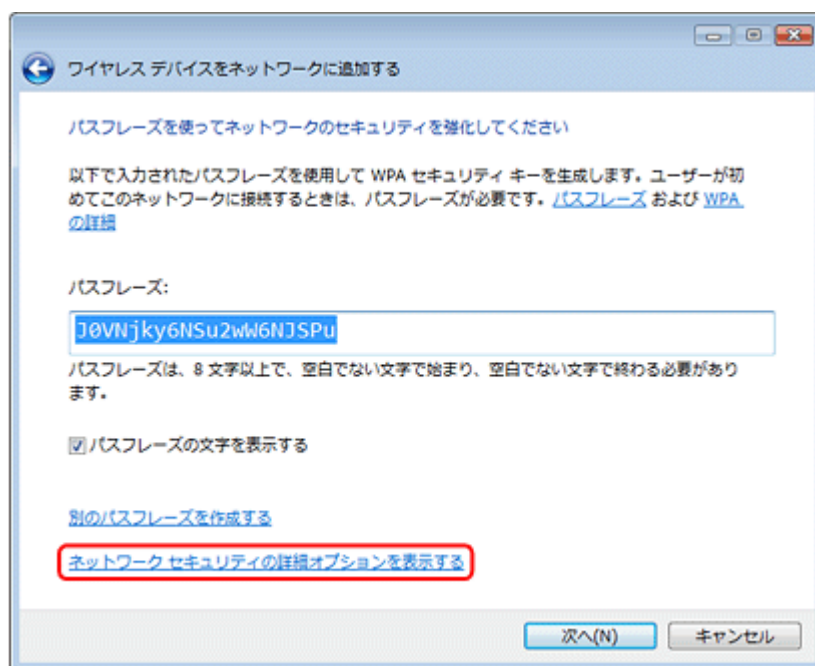 ワイヤレス デバイスをネットワークに追加する
パスフレーズを使ってネットワークのセキュリティを強化してください
以下で入力されたパスフレーズを使用して WPA セキュリティ キーを生成します。ユーザーが初
めてこのネットワークに接続するときは、パスフレーズが必要です。パスフレーズ および WPA
の詳細
パスフレーズ:
J0VNjky6NSu2wW6NJSPu
パスフレーズは、8 文字以上で、空白でない文字で始まり、空白でない文字で終わる必要があり
ます。
パスフレーズの文字を表示する
別のパスフレーズを作成する
ネットワーク セキュリティの詳細オプションを表示する
次へ(N)
キャンセル